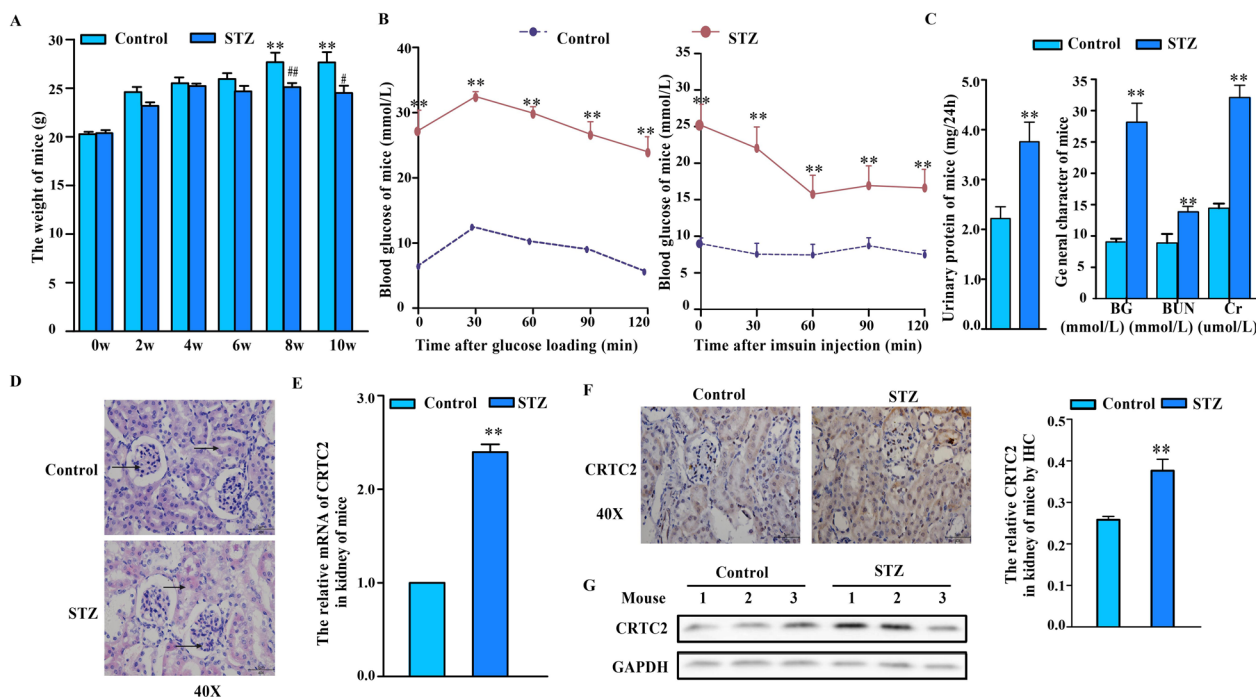 A
Control
STZ
The weight of mice (g)
30
25
20
15
10
5
0
**
##
**
#
0w
2w
4w
6w
8w
10w
B
Control
STZ
Blood glucose of mice (mmol/L)
40
30
20
10
0
**
**
**
**
**
0
30
60
90
120
Time after glucose loading (min)
Blood glucose of mice (mmol/L)
35
30
25
20
15
10
5
0
**
**
**
**
**
0
30
60
90
120
Time after imsuin injection (min)
C
Control
STZ
Urinary protein of mice (mg/24h)
5.0
4.0
3.0
2.0
1.0
0.0
**
General character of mice
35
30
25
20
15
10
5
0
**
**
**
BG
BUN
Cr
(mmol/L) (mmol/L) (umol/L)
D
Control
STZ
40X
E
Control
STZ
The relative mRNA of CRTC2
in kidney of mice
3.0
2.0
1.0
0.0
**
F
Control
STZ
CRTC2
40X
Control
STZ
The relative CRTC2
in kidney of mice by IHC
0.5
0.4
0.3
0.2
0.1
0.0
**
G
Control
STZ
Mouse
1
2
3
1
2
3
CRTC2
GAPDH